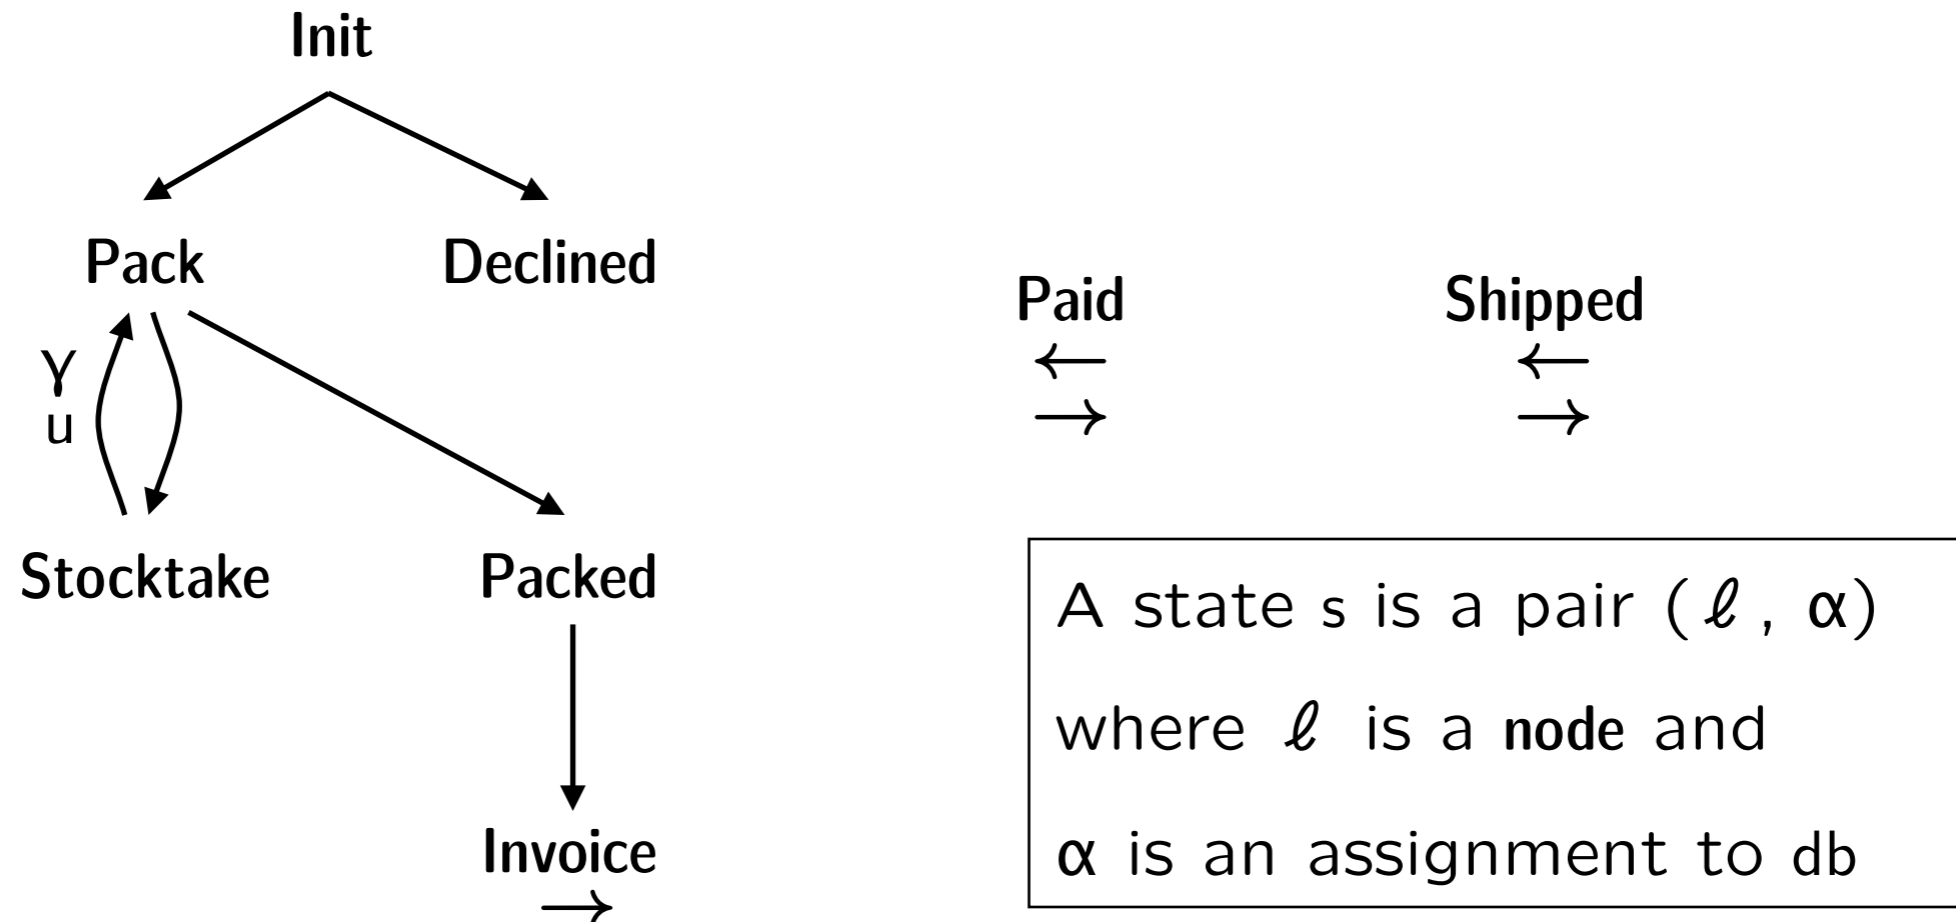 Init
Pack
Declined
Paid
←
→
Shipped
←
→
γ
u
Stocktake
Packed
Invoice
→
A state s is a pair (ℓ, α)
where ℓ is a node and
α is an assignment to db